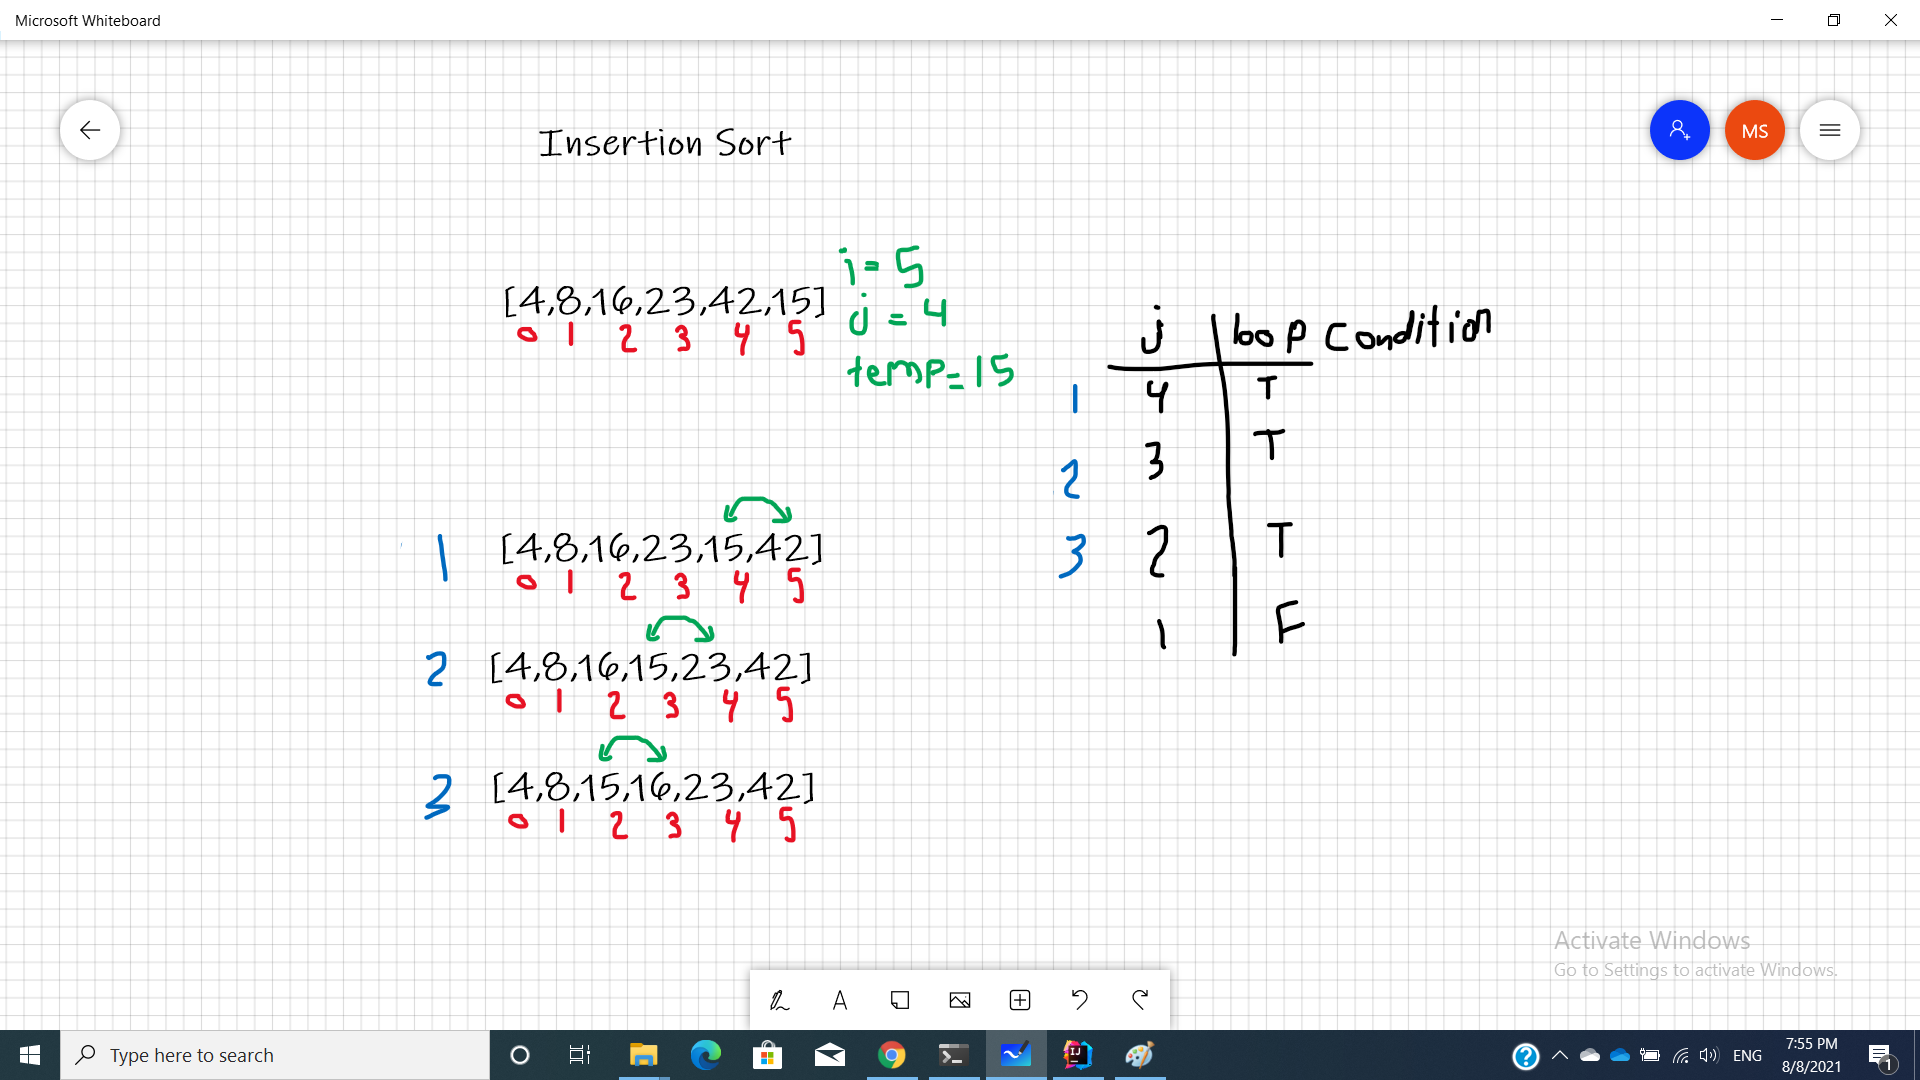 Microsoft Whiteboard
MS
Insertion Sort
[4,8,16,23,42,15]
0 1 2 3 4 5
i = 5
j = 4
temp = 15
j loop condition
1 4 T
2 3 T
3 2 T
1 F
1 [4,8,16,23,15,42]
0 1 2 3 4 5
2 [4,8,16,15,23,42]
0 1 2 3 4 5
3 [4,8,15,16,23,42]
0 1 2 3 4 5
Activate Windows
Go to Settings to activate Windows.
A
Type here to search
IJ
ENG
7:55 PM
8/8/2021
1